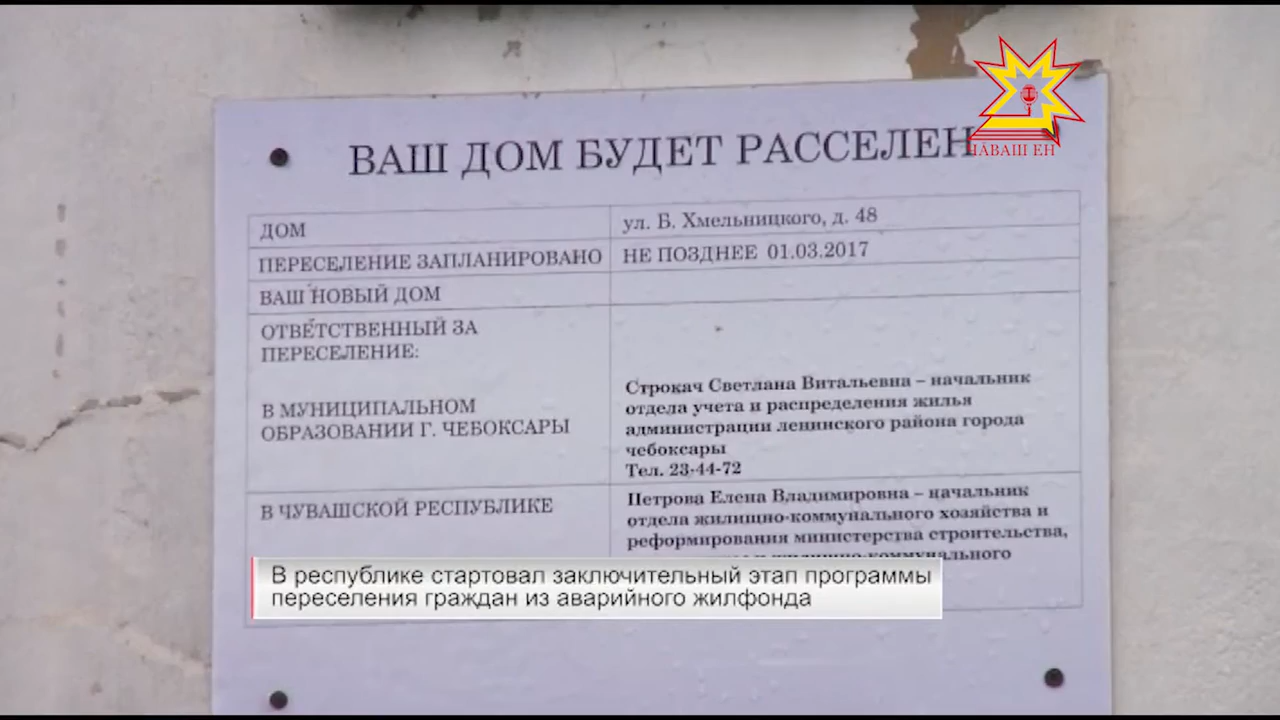 ВАШ ДОМ БУДЕТ РАССЕЛЕН
ЧӐВАШ ЕН
ДОМ
ул. Б. Хмельницкого, д. 48
ПЕРЕСЕЛЕНИЕ ЗАПЛАНИРОВАНО
НЕ ПОЗДНЕЕ 01.03.2017
ВАШ НОВЫЙ ДОМ
ОТВЕТСТВЕННЫЙ ЗА
ПЕРЕСЕЛЕНИЕ:
В МУНИЦИПАЛЬНОМ
ОБРАЗОВАНИИ Г. ЧЕБОКСАРЫ
Строкач Светлана Витальевна – начальник
отдела учета и распределения жилья
администрации ленинского района города
чебоксары
Тел. 23-44-72
В ЧУВАШСКОЙ РЕСПУБЛИКЕ
Петрова Елена Владимировна – начальник
отдела жилищно-коммунального хозяйства и
реформирования министерства строительства,
жилищно-коммунального
В республике стартовал заключительный этап программы
переселения граждан из аварийного жилфонда